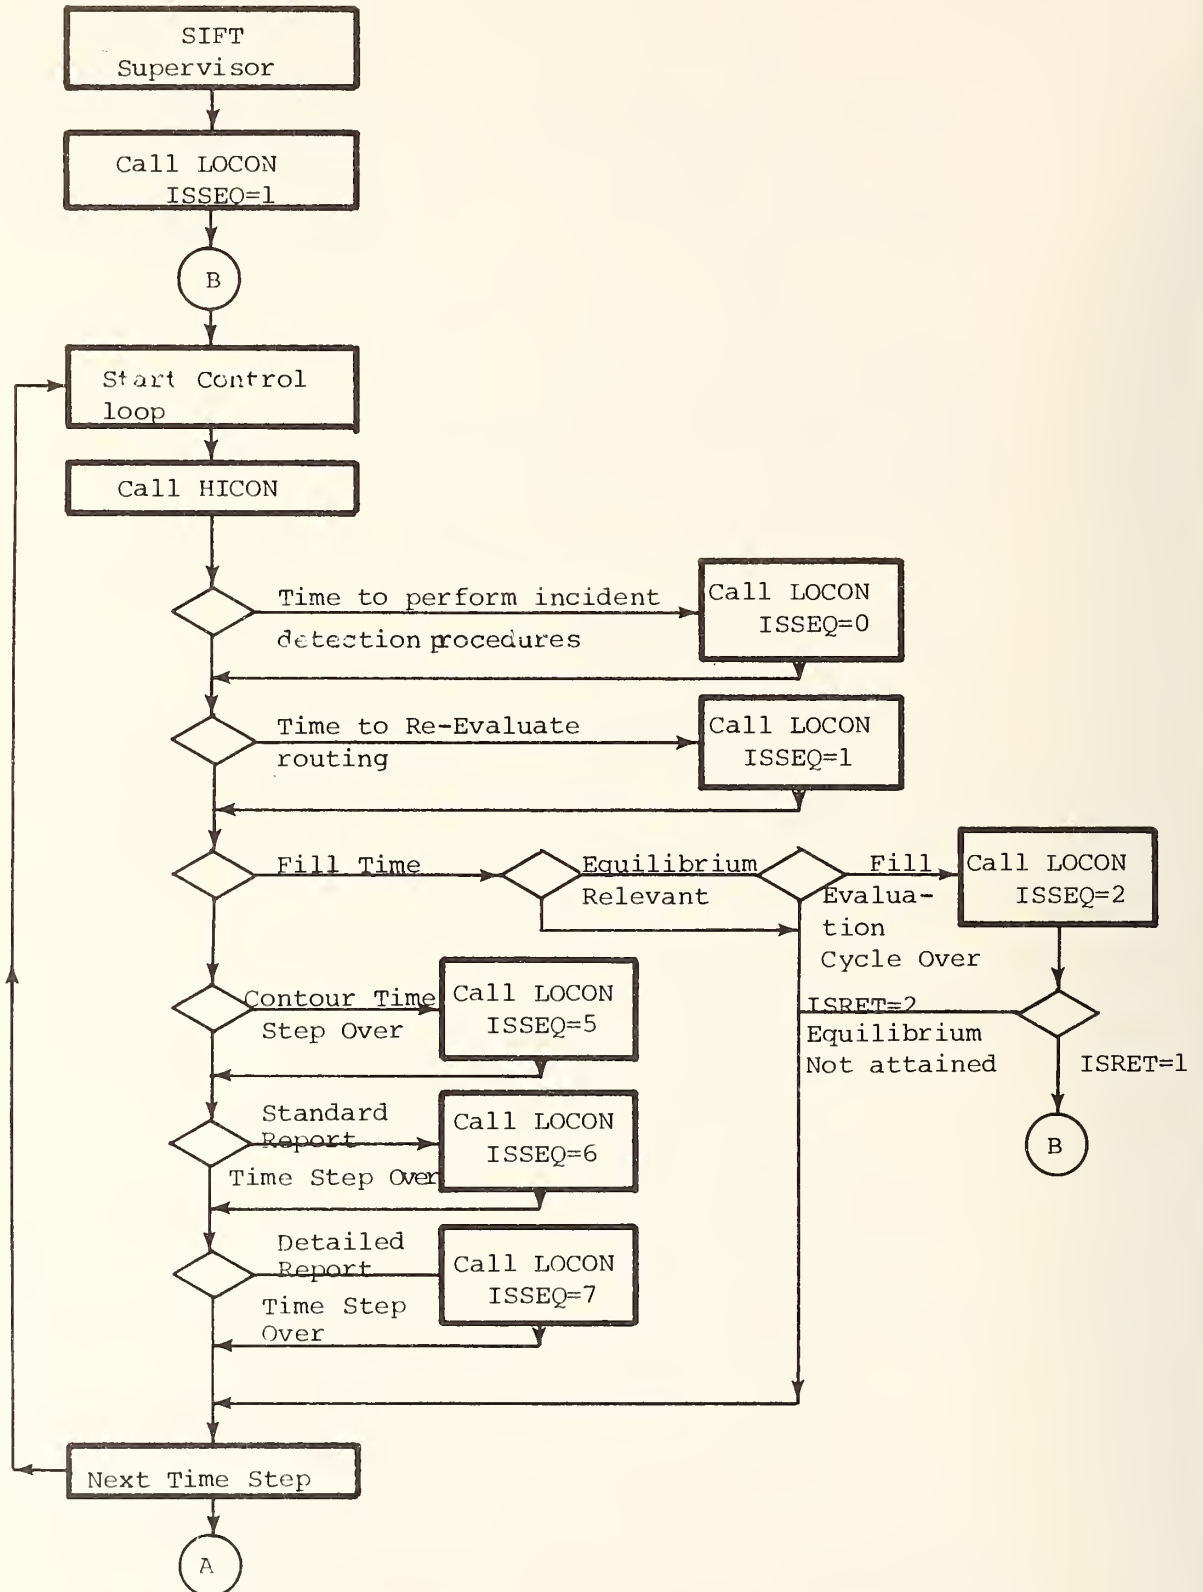 SIFT
Supervisor
Call LOCON
ISSEQ=1
B
Start Control
loop
Call HICON
Time to perform incident
detection procedures
Call LOCON
ISSEQ=0
Time to Re-Evaluate
routing
Call LOCON
ISSEQ=1
Fill Time
Equilibrium
Relevant
Fill
Evalua-
tion
Cycle Over
Call LOCON
ISSEQ=2
Contour Time
Step Over
Call LOCON
ISSEQ=5
ISRET=2
Equilibrium
Not attained
ISRET=1
B
Standard
Report
Time Step Over
Call LOCON
ISSEQ=6
Detailed
Report
Time Step
Over
Call LOCON
ISSEQ=7
Next Time Step
A